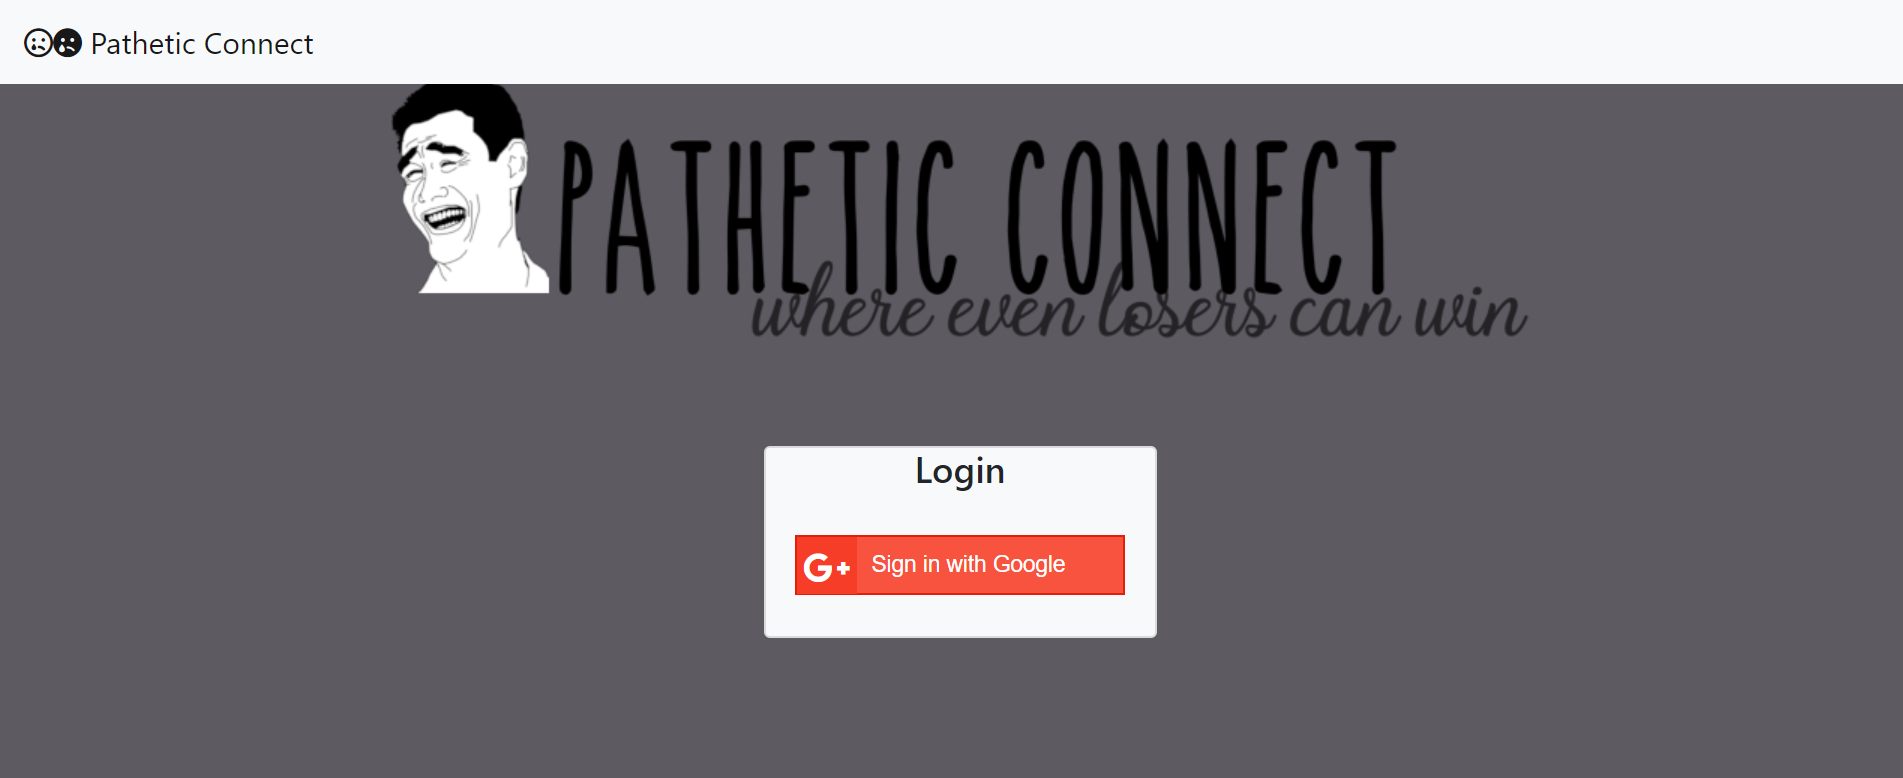 Pathetic Connect
PATHETIC CONNECT
where even losers can win
Login
G+ Sign in with Google